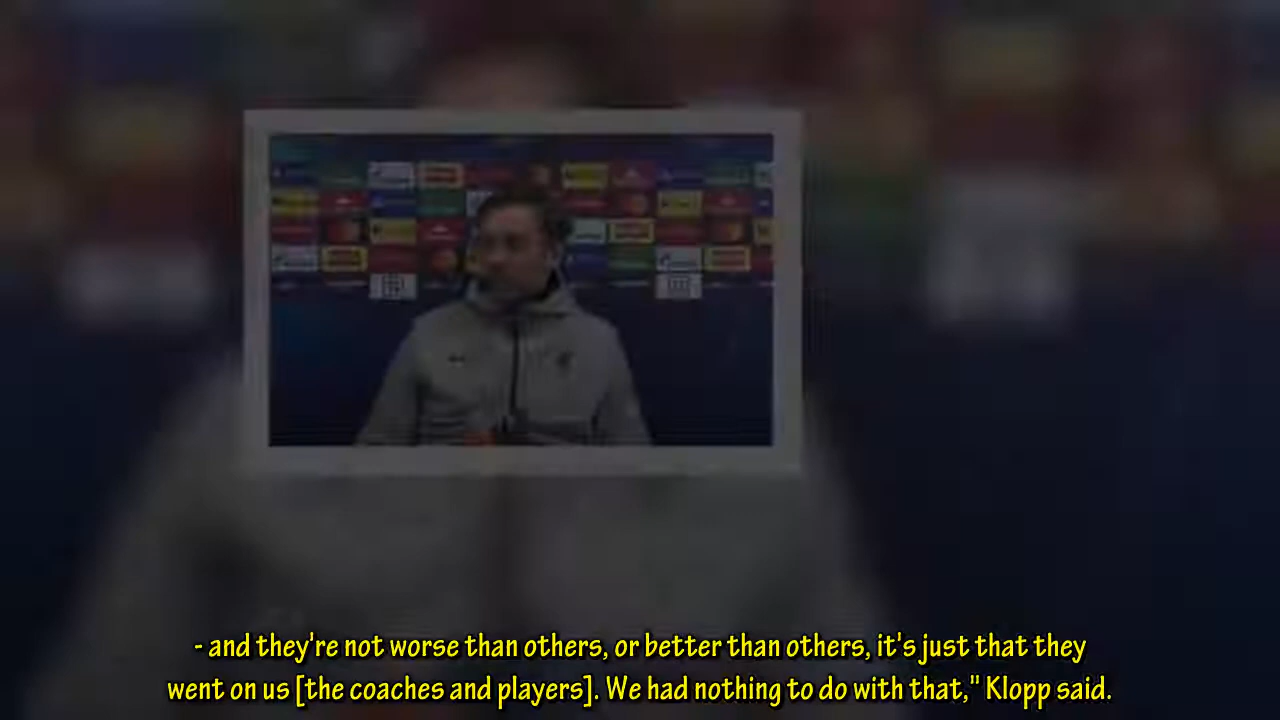 - and they're not worse than others, or better than others, it's just that they
went on us [the coaches and players]. We had nothing to do with that," Klopp said.